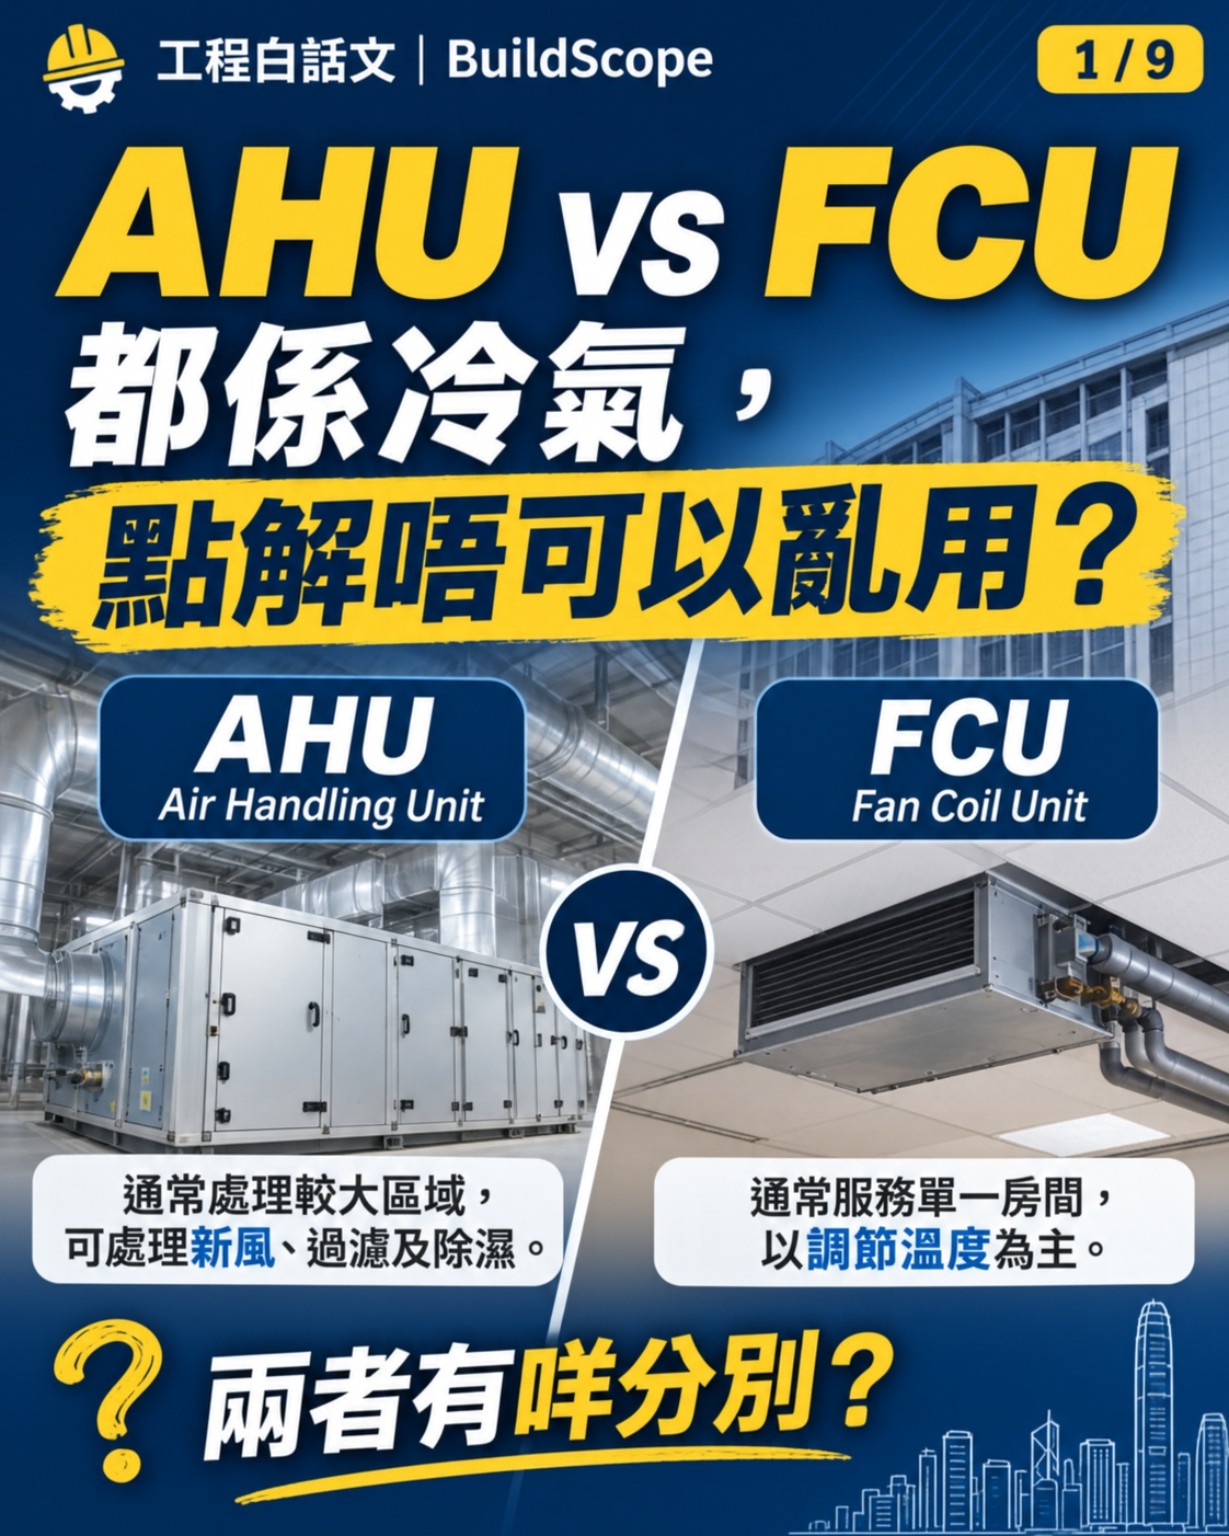 工程白話文｜BuildScope
1 / 9
AHU vs FCU
都係冷氣，
點解唔可以亂用？
AHU
Air Handling Unit
FCU
Fan Coil Unit
VS
通常處理較大區域，
可處理新風、過濾及除濕。
通常服務單一房間，
以調節溫度為主。
兩者有咩分別？